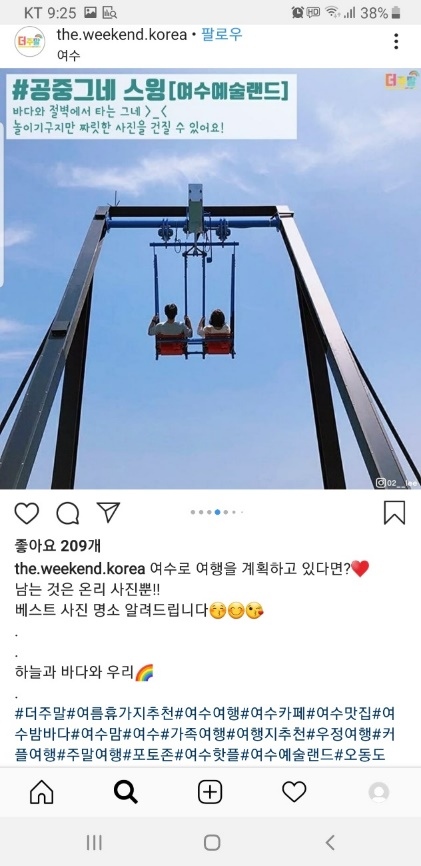 KT 9:25
38%
더주말
the.weekend.korea • 팔로우
여수
더주말
#공중그네 스윙[여수예술랜드]
바다와 절벽에서 타는 그네 >_<
놀이기구지만 짜릿한 사진을 건질 수 있어요!
02__lee
좋아요 209개
the.weekend.korea 여수로 여행을 계획하고 있다면?❤️
남는 것은 온리 사진뿐!!
베스트 사진 명소 알려드립니다😚😊😘
.
.
하늘과 바다와 우리🌈
.
#더주말#여름휴가지추천#여수여행#여수카페#여수맛집#여
수밤바다#여수맘#여수#가족여행#여행지추천#우정여행#커
플여행#주말여행#포토존#여수핫플#여수예술랜드#오동도